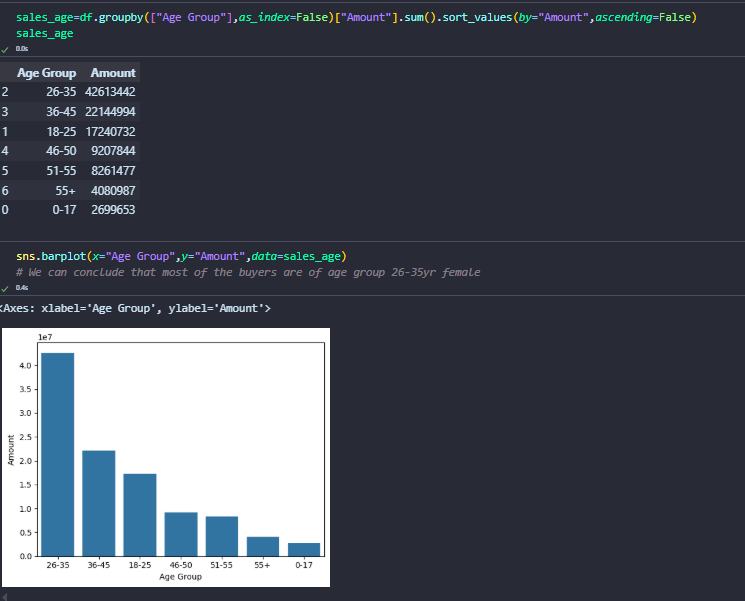 sales_age=df.groupby(["Age Group"],as_index=False)["Amount"].sum().sort_values(by="Amount",ascending=False)
sales_age
0.0s
Age Group Amount
2 26-35 42613442
3 36-45 22144994
1 18-25 17240732
4 46-50 9207844
5 51-55 8261477
6 55+ 4080987
0 0-17 2699653
sns.barplot(x="Age Group",y="Amount",data=sales_age)
# We can conclude that most of the buyers are of age group 26-35yr female
0.4s
<Axes: xlabel='Age Group', ylabel='Amount'>
1e7
4.0
3.5
3.0
2.5
2.0
1.5
1.0
0.5
0.0
Amount
26-35 36-45 18-25 46-50 51-55 55+ 0-17
Age Group